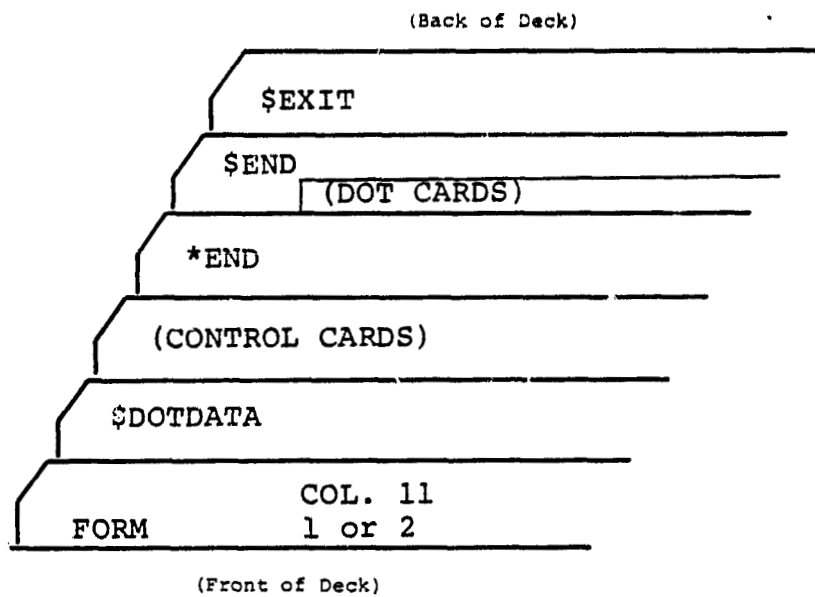 (Back of Deck)
$EXIT
$END
(DOT CARDS)
*END
(CONTROL CARDS)
$DOTDATA
COL. 11
FORM 1 or 2
(Front of Deck)